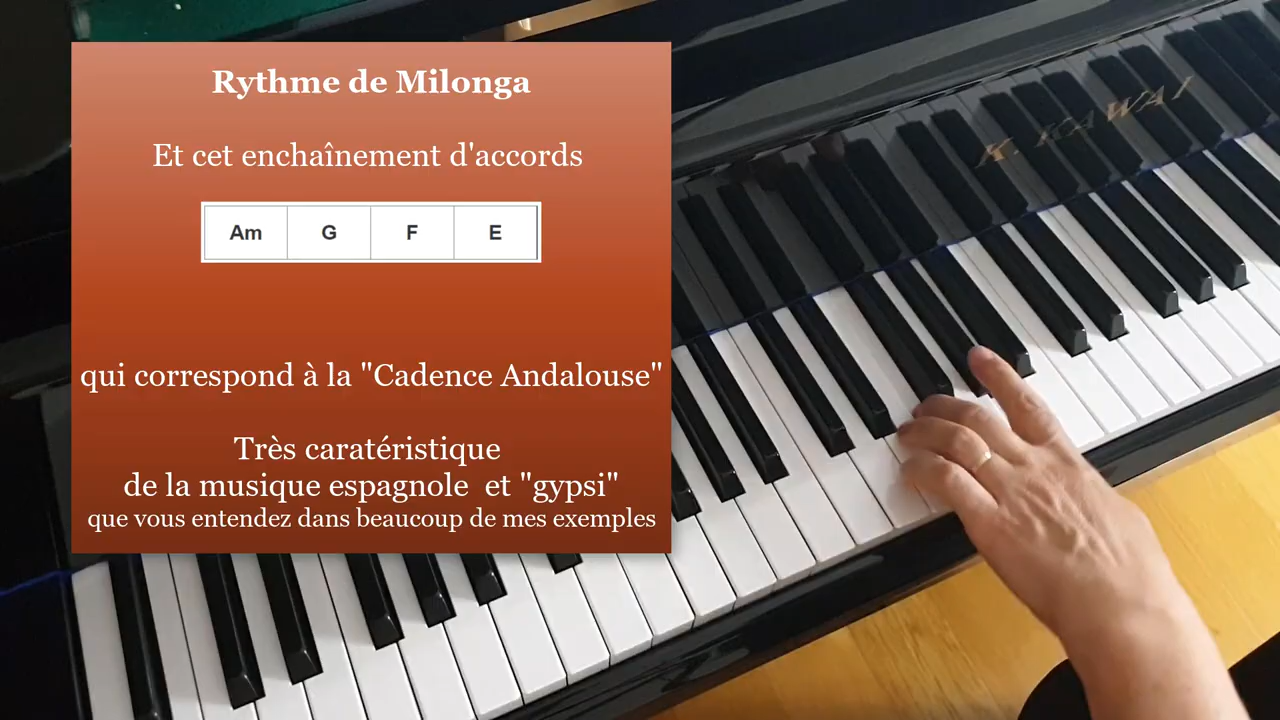 Rythme de Milonga
Et cet enchaînement d'accords
Am G F E
qui correspond à la "Cadence Andalouse"
Très caratéristique
de la musique espagnole et "gypsi"
que vous entendez dans beaucoup de mes exemples
K. KAWAI